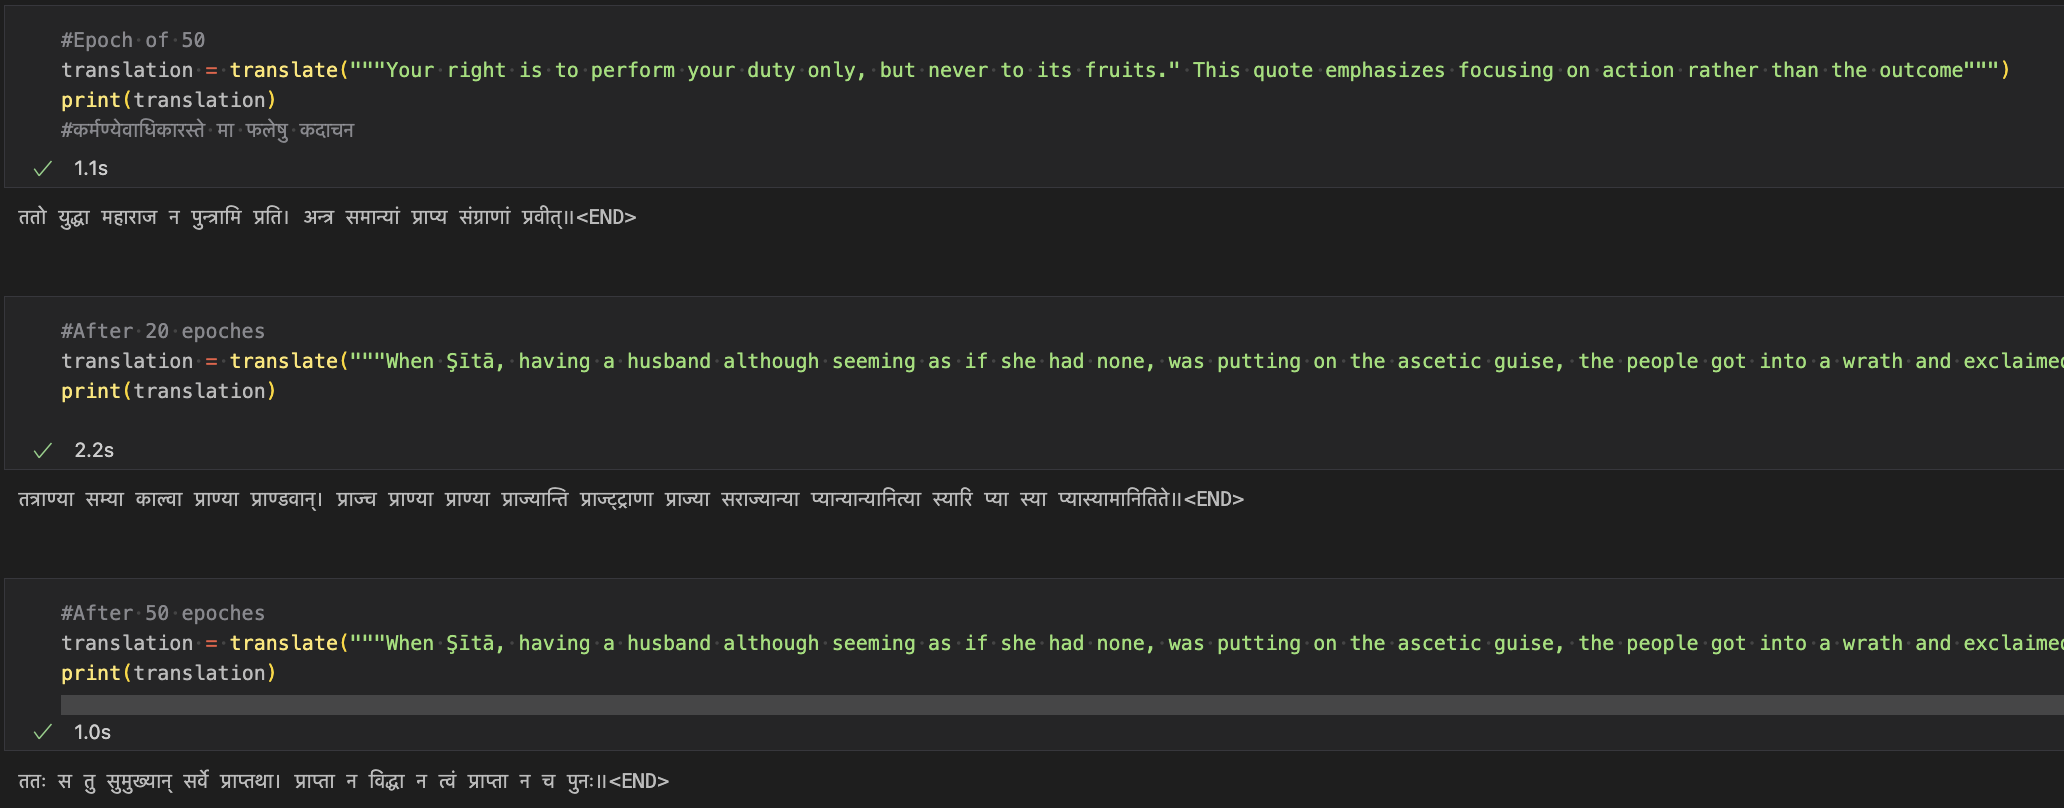 #Epoch of 50
translation = translate("""Your right is to perform your duty only, but never to its fruits." This quote emphasizes focusing on action rather than the outcome""")
print(translation)
#कर्मण्येवाधिकारस्ते मा फलेषु कदाचन
1.1s
ततो युद्धा महाराज न पुन्त्रामि प्रति। अन्त्र समान्यां प्राप्य संग्राणां प्रवीत्॥<END>
#After 20 epoches
translation = translate("""When Şītā, having a husband although seeming as if she had none, was putting on the ascetic guise, the people got into a wrath and exclaimed
print(translation)
2.2s
तत्राण्या सम्या काल्वा प्राण्या प्राण्डवान्। प्राज्च प्राण्या प्राण्या प्राज्यान्ति प्राज्ट्ट्राणा प्राज्या सराज्यान्या प्यान्यान्यानित्या स्यारि प्या स्या प्यास्यामानितिते॥<END>
#After 50 epoches
translation = translate("""When Şītā, having a husband although seeming as if she had none, was putting on the ascetic guise, the people got into a wrath and exclaimed
print(translation)
1.0s
ततः स तु सुमुख्यान् सर्वे प्राप्तथा। प्राप्ता न विद्धा न त्वं प्राप्ता न च पुनः॥<END>